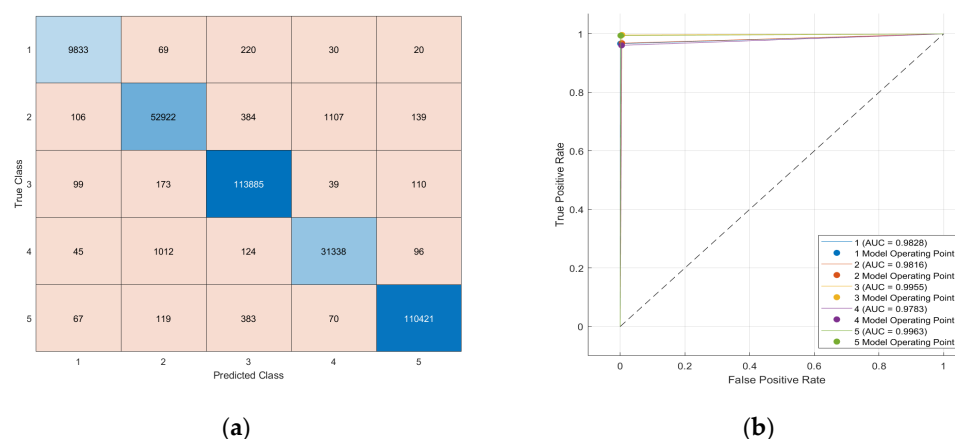 True Class
1
9833 69 220 30 20
2
106 52922 384 1107 139
3
99 173 113885 39 110
4
45 1012 124 31338 96
5
67 119 383 70 110421
1 2 3 4 5
Predicted Class
(a)
True Positive Rate
1
0.8
0.6
0.4
0.2
0
0 0.2 0.4 0.6 0.8 1
False Positive Rate
1 (AUC = 0.9828)
1 Model Operating Point
2 (AUC = 0.9816)
2 Model Operating Point
3 (AUC = 0.9955)
3 Model Operating Point
4 (AUC = 0.9783)
4 Model Operating Point
5 (AUC = 0.9963)
5 Model Operating Point
(b)